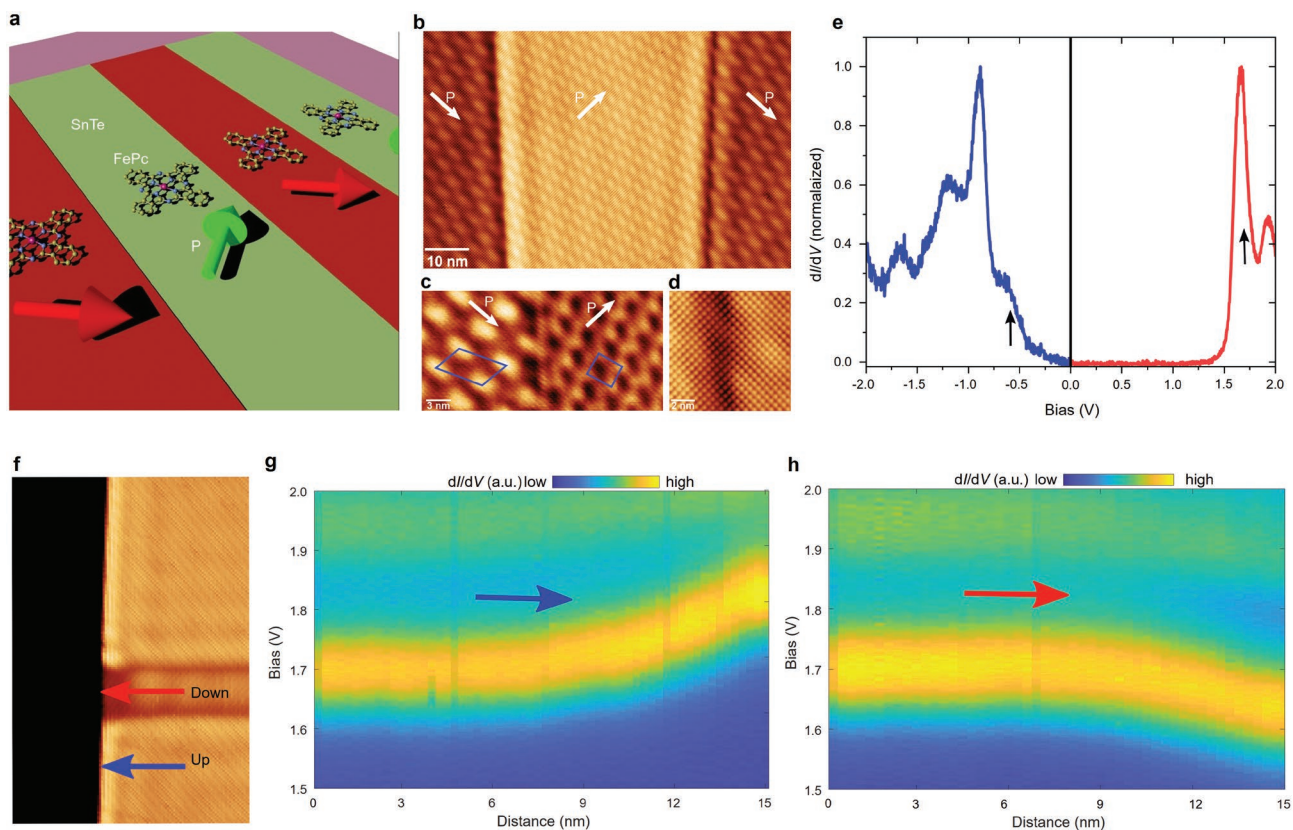 a
SnTe
FePc
P
b
P
P
P
10 nm
c
P
P
3 nm
d
2 nm
e
dI/dV (normalaized)
1.0
0.8
0.6
0.4
0.2
0.0
-2.0 -1.5 -1.0 -0.5 0.0 0.5 1.0 1.5 2.0
Bias (V)
f
Down
Up
g
dI/dV (a.u.) low high
Bias (V)
2.0
1.9
1.8
1.7
1.6
1.5
0 3 6 9 12 15
Distance (nm)
h
dI/dV (a.u.) low high
Bias (V)
2.0
1.9
1.8
1.7
1.6
1.5
0 3 6 9 12 15
Distance (nm)